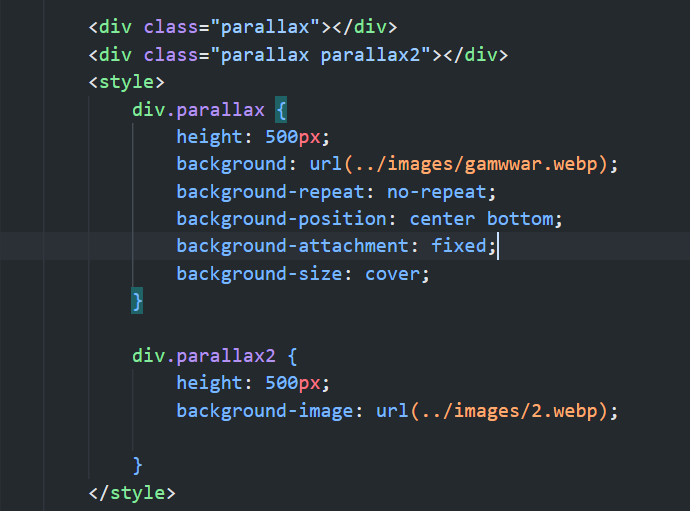 <div class="parallax"></div>
<div class="parallax parallax2"></div>
<style>
div.parallax {
height: 500px;
background: url(../images/gamwwar.webp);
background-repeat: no-repeat;
background-position: center bottom;
background-attachment: fixed;
background-size: cover;
}
div.parallax2 {
height: 500px;
background-image: url(../images/2.webp);
}
</style>